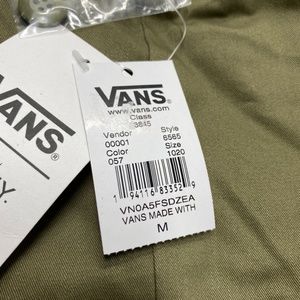 VANS
www.vans.com
Class
3845
Vendor Style
00001 6565
Color Size
057 1020
1 94116 83352 9
VN0A5FSDZEA
VANS MADE WITH
M
VANS
Y.